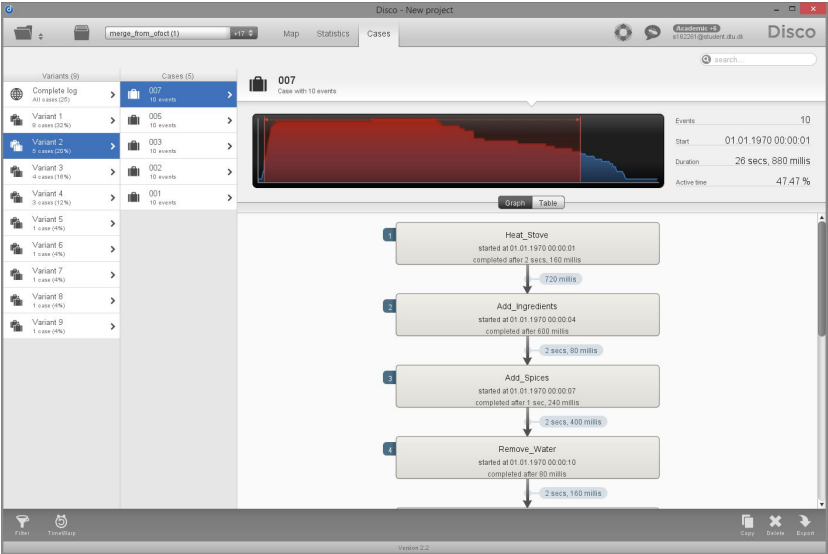 Disco - New project
merge_from_ofoct (1)
+17
Map
Statistics
Cases
Academic +6
s162261@student.dtu.dk
Disco
search...
Variants (9)
Complete log
All cases (25)
Variant 1
8 cases (32%)
Variant 2
5 cases (20%)
Variant 3
4 cases (16%)
Variant 4
3 cases (12%)
Variant 5
1 case (4%)
Variant 6
1 case (4%)
Variant 7
1 case (4%)
Variant 8
1 case (4%)
Variant 9
1 case (4%)
Cases (5)
007
10 events
005
10 events
003
10 events
002
10 events
001
10 events
007
Case with 10 events
Events 10
Start 01.01.1970 00:00:01
Duration 26 secs, 880 millis
Active time 47.47 %
Graph
Table
1
Heat_Stove
started at 01.01.1970 00:00:01
completed after 2 secs, 160 millis
720 millis
2
Add_Ingredients
started at 01.01.1970 00:00:04
completed after 600 millis
2 secs, 80 millis
3
Add_Spices
started at 01.01.1970 00:00:07
completed after 1 sec, 240 millis
2 secs, 400 millis
4
Remove_Water
started at 01.01.1970 00:00:10
completed after 80 millis
2 secs, 160 millis
Filter
TimeWarp
Copy
Delete
Export
Version 2.2